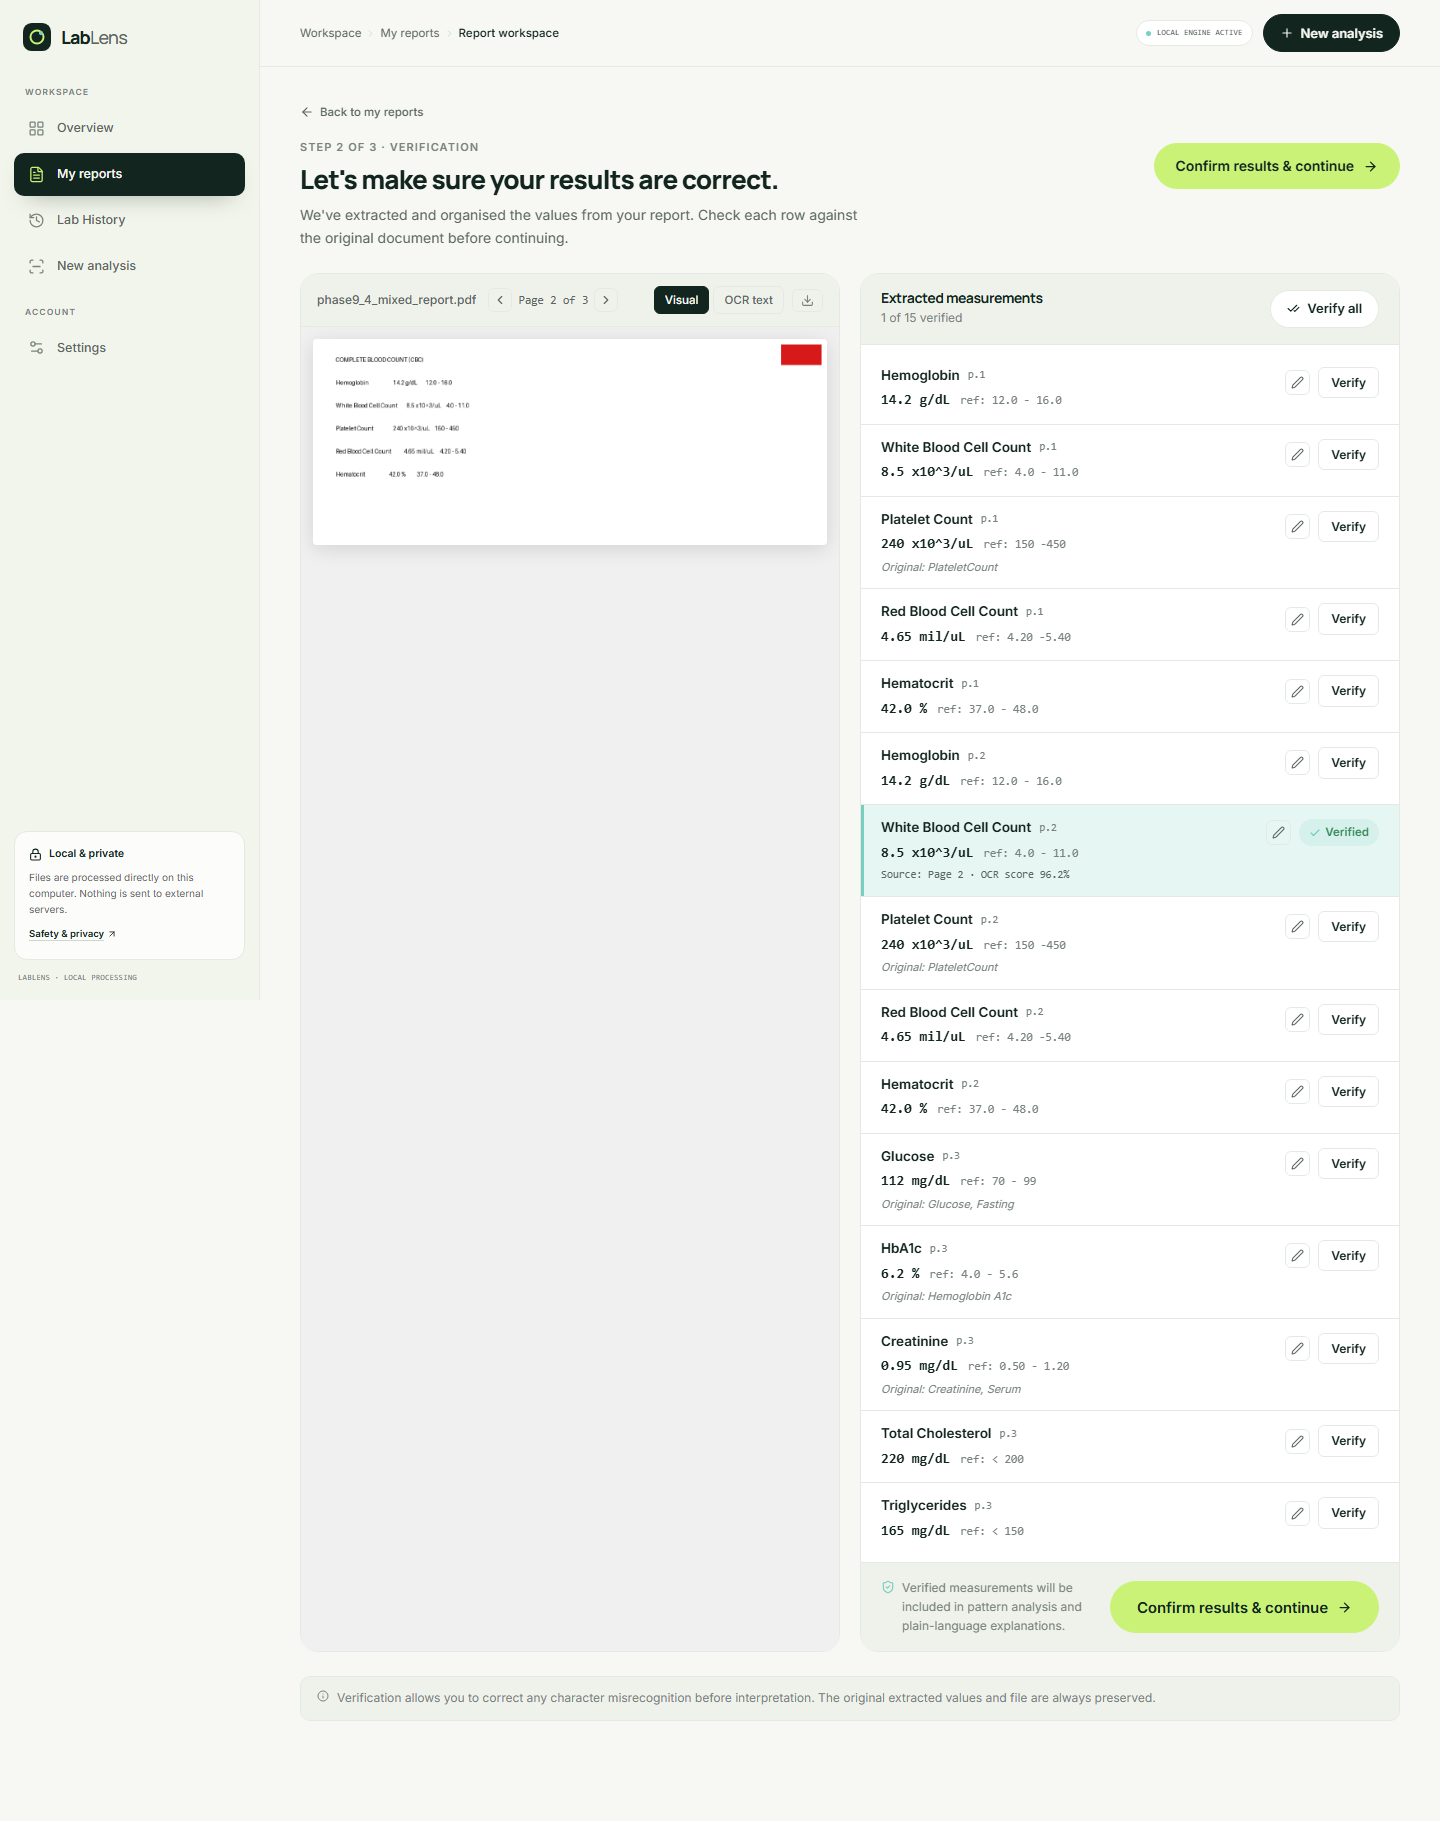 LabLens
WORKSPACE
Overview
My reports
Lab History
New analysis
ACCOUNT
Settings
Local & private
Files are processed directly on this
computer. Nothing is sent to external
servers.
Safety & privacy
LABLENS · LOCAL PROCESSING
Workspace
My reports
Report workspace
LOCAL ENGINE ACTIVE
New analysis
Back to my reports
STEP 2 OF 3 · VERIFICATION
Let's make sure your results are correct.
We've extracted and organised the values from your report. Check each row against
the original document before continuing.
Confirm results & continue
phase9_4_mixed_report.pdf
Page 2 of 3
Visual
OCR text
COMPLETE BLOOD COUNT (CBC)
Hemoglobin 14.2 g/dL 12.0 - 16.0
White Blood Cell Count 8.5 x10^3/uL 4.0 - 11.0
Platelet Count 240 x10^3/uL 150 - 450
Red Blood Cell Count 4.65 mil/uL 4.20 - 5.40
Hematocrit 42.0 % 37.0 - 48.0
Extracted measurements
1 of 15 verified
Verify all
Hemoglobin p.1
14.2 g/dL ref: 12.0 - 16.0
Verify
White Blood Cell Count p.1
8.5 x10^3/uL ref: 4.0 - 11.0
Verify
Platelet Count p.1
240 x10^3/uL ref: 150 -450
Original: PlateletCount
Verify
Red Blood Cell Count p.1
4.65 mil/uL ref: 4.20 -5.40
Verify
Hematocrit p.1
42.0 % ref: 37.0 - 48.0
Verify
Hemoglobin p.2
14.2 g/dL ref: 12.0 - 16.0
Verify
White Blood Cell Count p.2
8.5 x10^3/uL ref: 4.0 - 11.0
Source: Page 2 · OCR score 96.2%
Verified
Platelet Count p.2
240 x10^3/uL ref: 150 -450
Original: PlateletCount
Verify
Red Blood Cell Count p.2
4.65 mil/uL ref: 4.20 -5.40
Verify
Hematocrit p.2
42.0 % ref: 37.0 - 48.0
Verify
Glucose p.3
112 mg/dL ref: 70 - 99
Original: Glucose, Fasting
Verify
HbA1c p.3
6.2 % ref: 4.0 - 5.6
Original: Hemoglobin A1c
Verify
Creatinine p.3
0.95 mg/dL ref: 0.50 - 1.20
Original: Creatinine, Serum
Verify
Total Cholesterol p.3
220 mg/dL ref: < 200
Verify
Triglycerides p.3
165 mg/dL ref: < 150
Verify
Verified measurements will be
included in pattern analysis and
plain-language explanations.
Confirm results & continue
Verification allows you to correct any character misrecognition before interpretation. The original extracted values and file are always preserved.